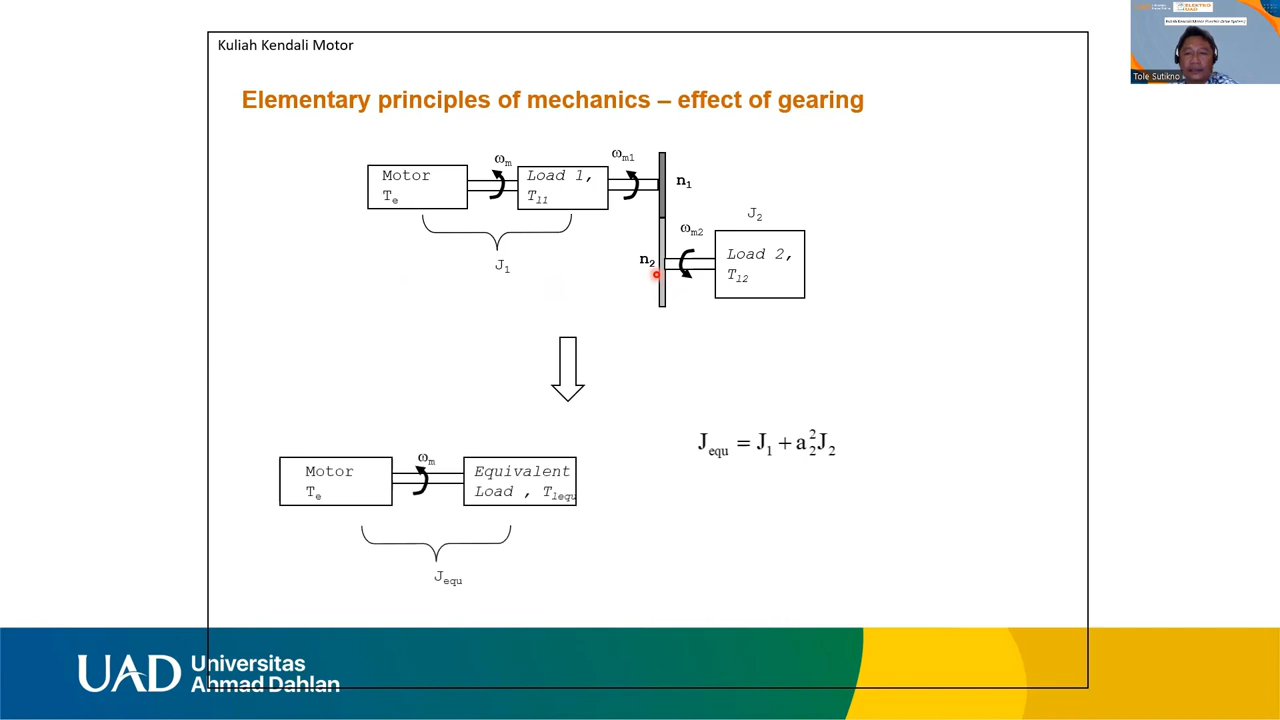 Kuliah Kendali Motor
Elementary principles of mechanics – effect of gearing
Motor
Te
ωm
Load 1,
Tl1
ωm1
n1
J1
n2
ωm2
J2
Load 2,
Tl2
Motor
Te
ωm
Equivalent
Load , Tlequ
Jequ
Jequ = J1 + a2²J2
UAD Universitas
Ahmad Dahlan
Tole Sutikno